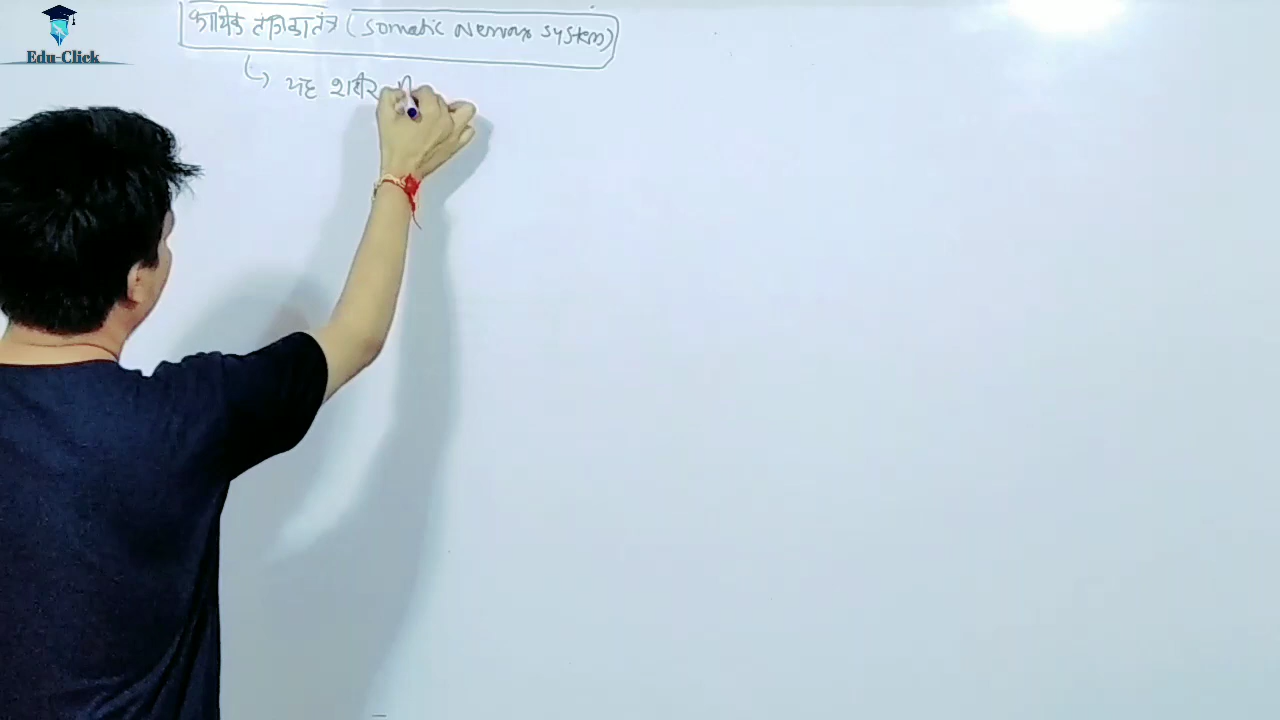 Edu-Click
कायिक तंत्रिका तंत्र (Somatic Nervous System)
यह शरीर